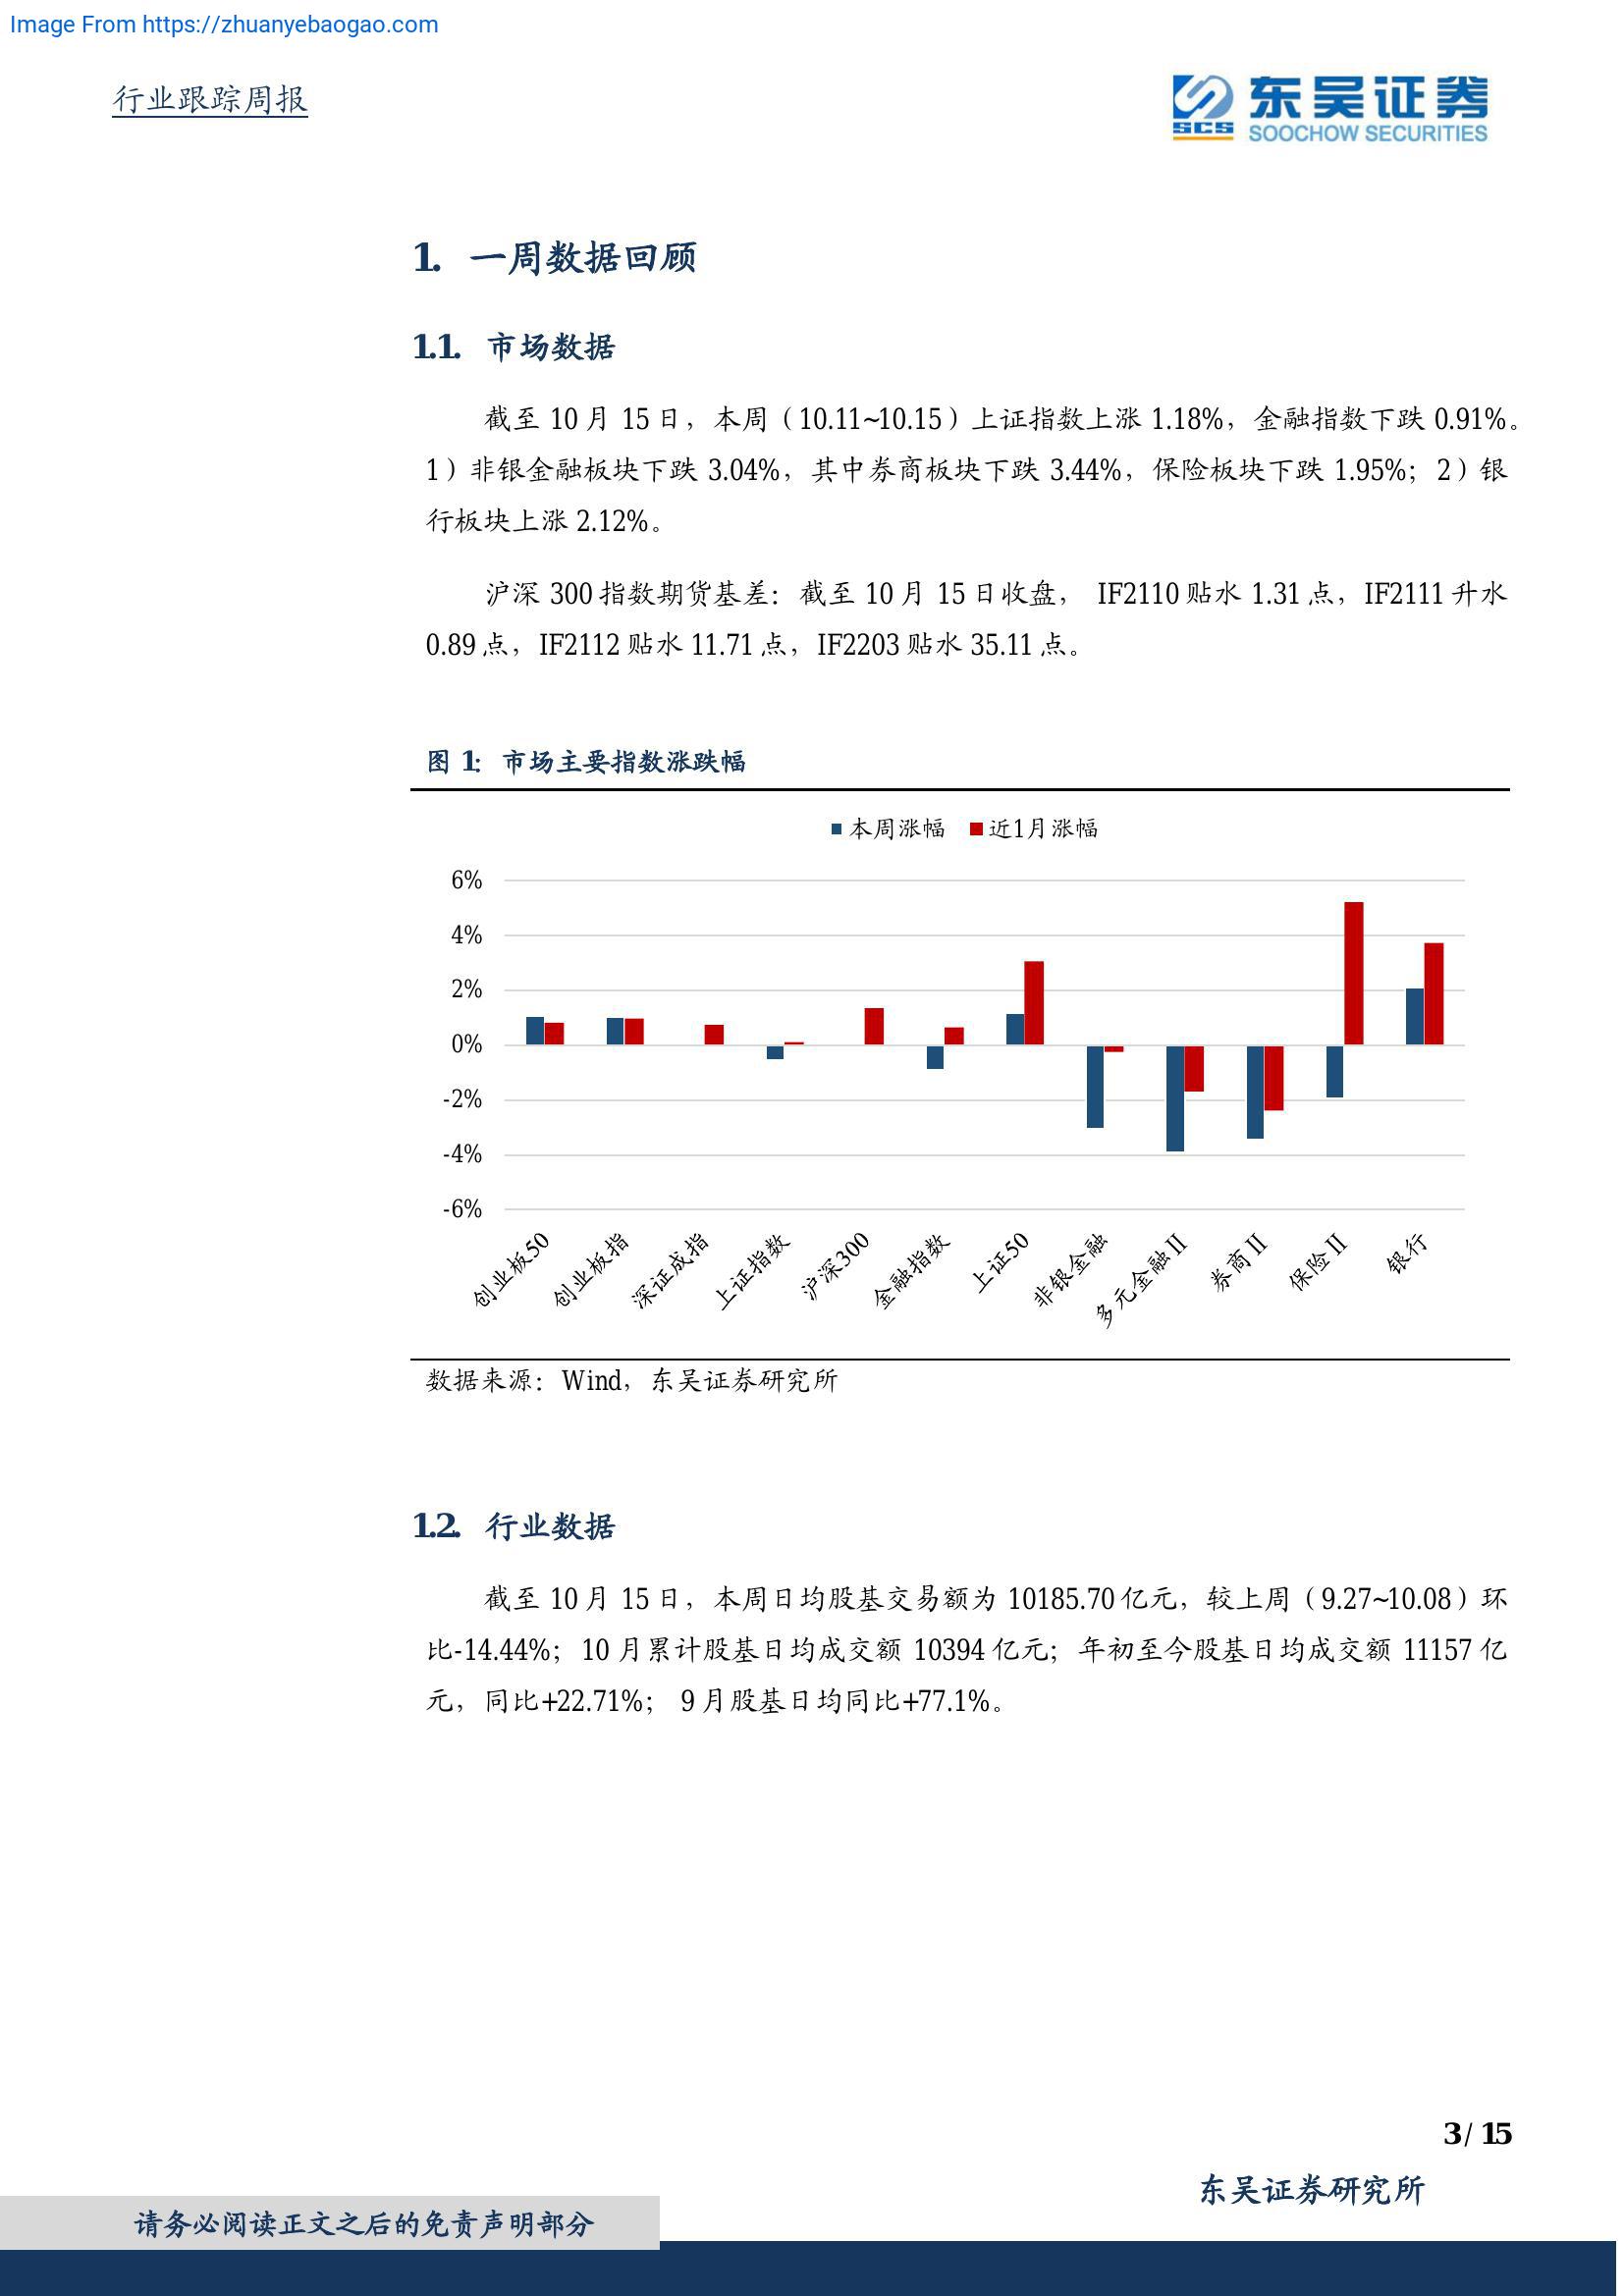 Image From https://zhuanyebaogao.com
行业跟踪周报
东吴证券
SCS
SOOCHOW SECURITIES
1. 一周数据回顾
1.1. 市场数据
截至 10 月 15 日，本周（10.11~10.15）上证指数上涨 1.18%，金融指数下跌 0.91%。
1）非银金融板块下跌 3.04%，其中券商板块下跌 3.44%，保险板块下跌 1.95%；2）银
行板块上涨 2.12%。
沪深 300 指数期货基差：截至 10 月 15 日收盘， IF2110 贴水 1.31 点，IF2111 升水
0.89 点，IF2112 贴水 11.71 点，IF2203 贴水 35.11 点。
图 1： 市场主要指数涨跌幅
本周涨幅 近1月涨幅
6%
4%
2%
0%
-2%
-4%
-6%
创业板50
创业板指
深证成指
上证指数
沪深300
金融指数
上证50
非银金融
多元金融Ⅱ
券商Ⅱ
保险Ⅱ
银行
数据来源：Wind，东吴证券研究所
1.2. 行业数据
截至 10 月 15 日，本周日均股基交易额为 10185.70 亿元，较上周（9.27~10.08）环
比-14.44%；10 月累计股基日均成交额 10394 亿元；年初至今股基日均成交额 11157 亿
元，同比+22.71%； 9 月股基日均同比+77.1%。
3 / 15
东吴证券研究所
请务必阅读正文之后的免责声明部分